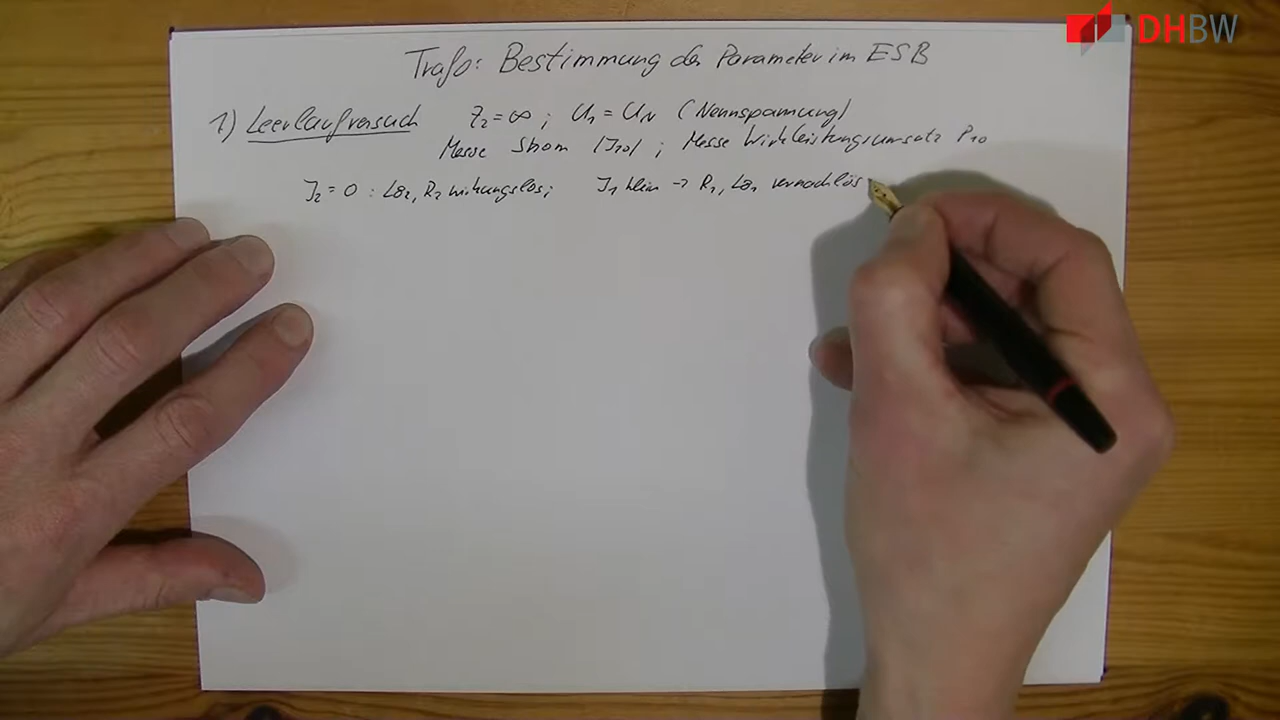 DHBW
Trafo: Bestimmung der Parameter im ESB
1) Leerlaufversuch Z₂ = ∞ ; U₁ = U_N (Nennspannung)
Messe Strom |I₁₀| ; Messe Wirkleistungsumsatz P₁₀
I₂ = 0 : Lσ₂, R₂ wirkungslos; I₁ klein → R₁, Lσ₁ vernachläs